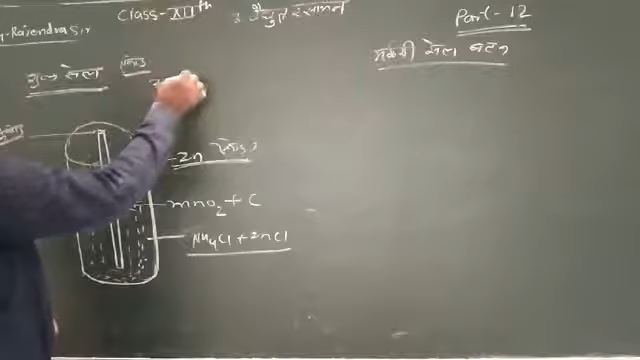 Class-XIIth 3 वैद्युत रसायन Part-12
-Rajendra Sir
शुष्क सेल
मर्करी सेल बटन
Zn
mno2 + C
NH4Cl + ZnCl